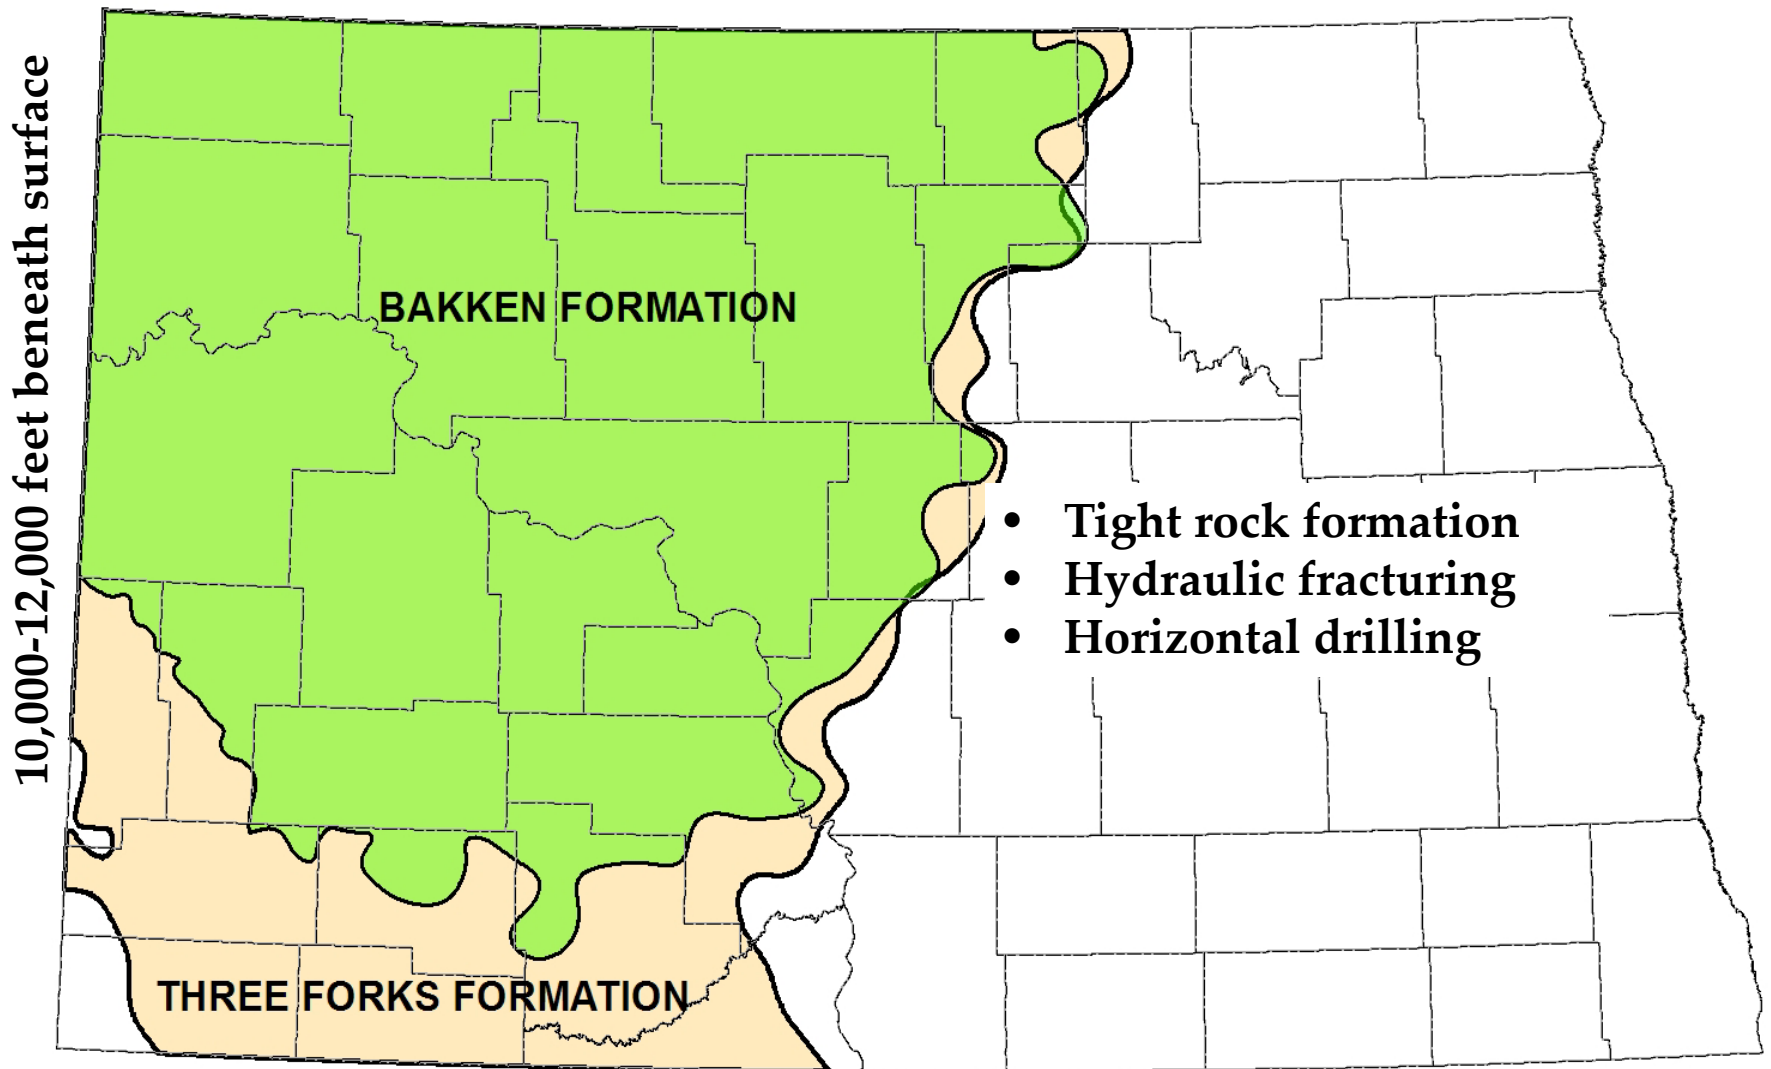 10,000-12,000 feet beneath surface
BAKKEN FORMATION
• Tight rock formation
• Hydraulic fracturing
• Horizontal drilling
THREE FORKS FORMATION